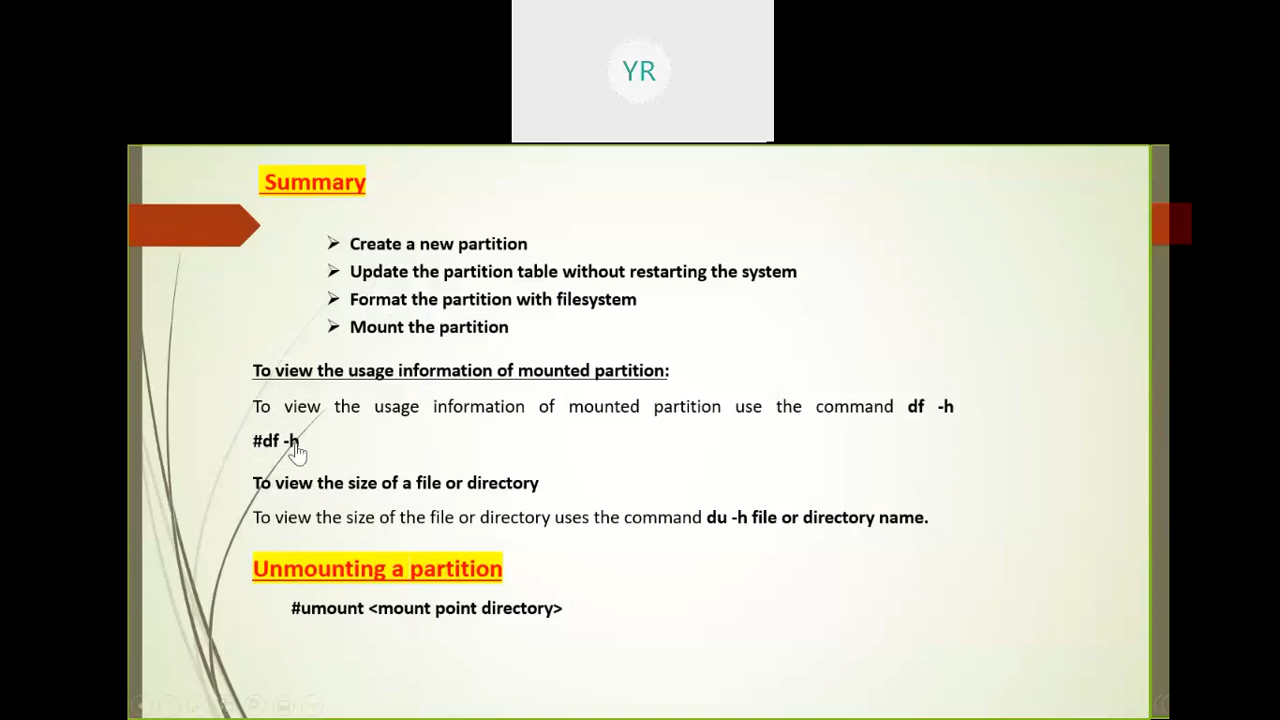 YR
Summary
➢ Create a new partition
➢ Update the partition table without restarting the system
➢ Format the partition with filesystem
➢ Mount the partition
To view the usage information of mounted partition:
To view the usage information of mounted partition use the command df -h
#df -h
To view the size of a file or directory
To view the size of the file or directory uses the command du -h file or directory name.
Unmounting a partition
#umount <mount point directory>